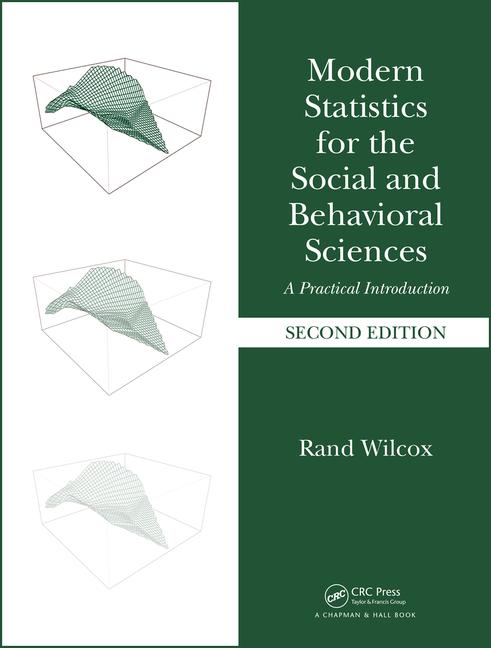 Modern
Statistics
for the
Social and
Behavioral
Sciences
A Practical Introduction
SECOND EDITION
Rand Wilcox
CRC
CRC Press
Taylor & Francis Group
A CHAPMAN & HALL BOOK